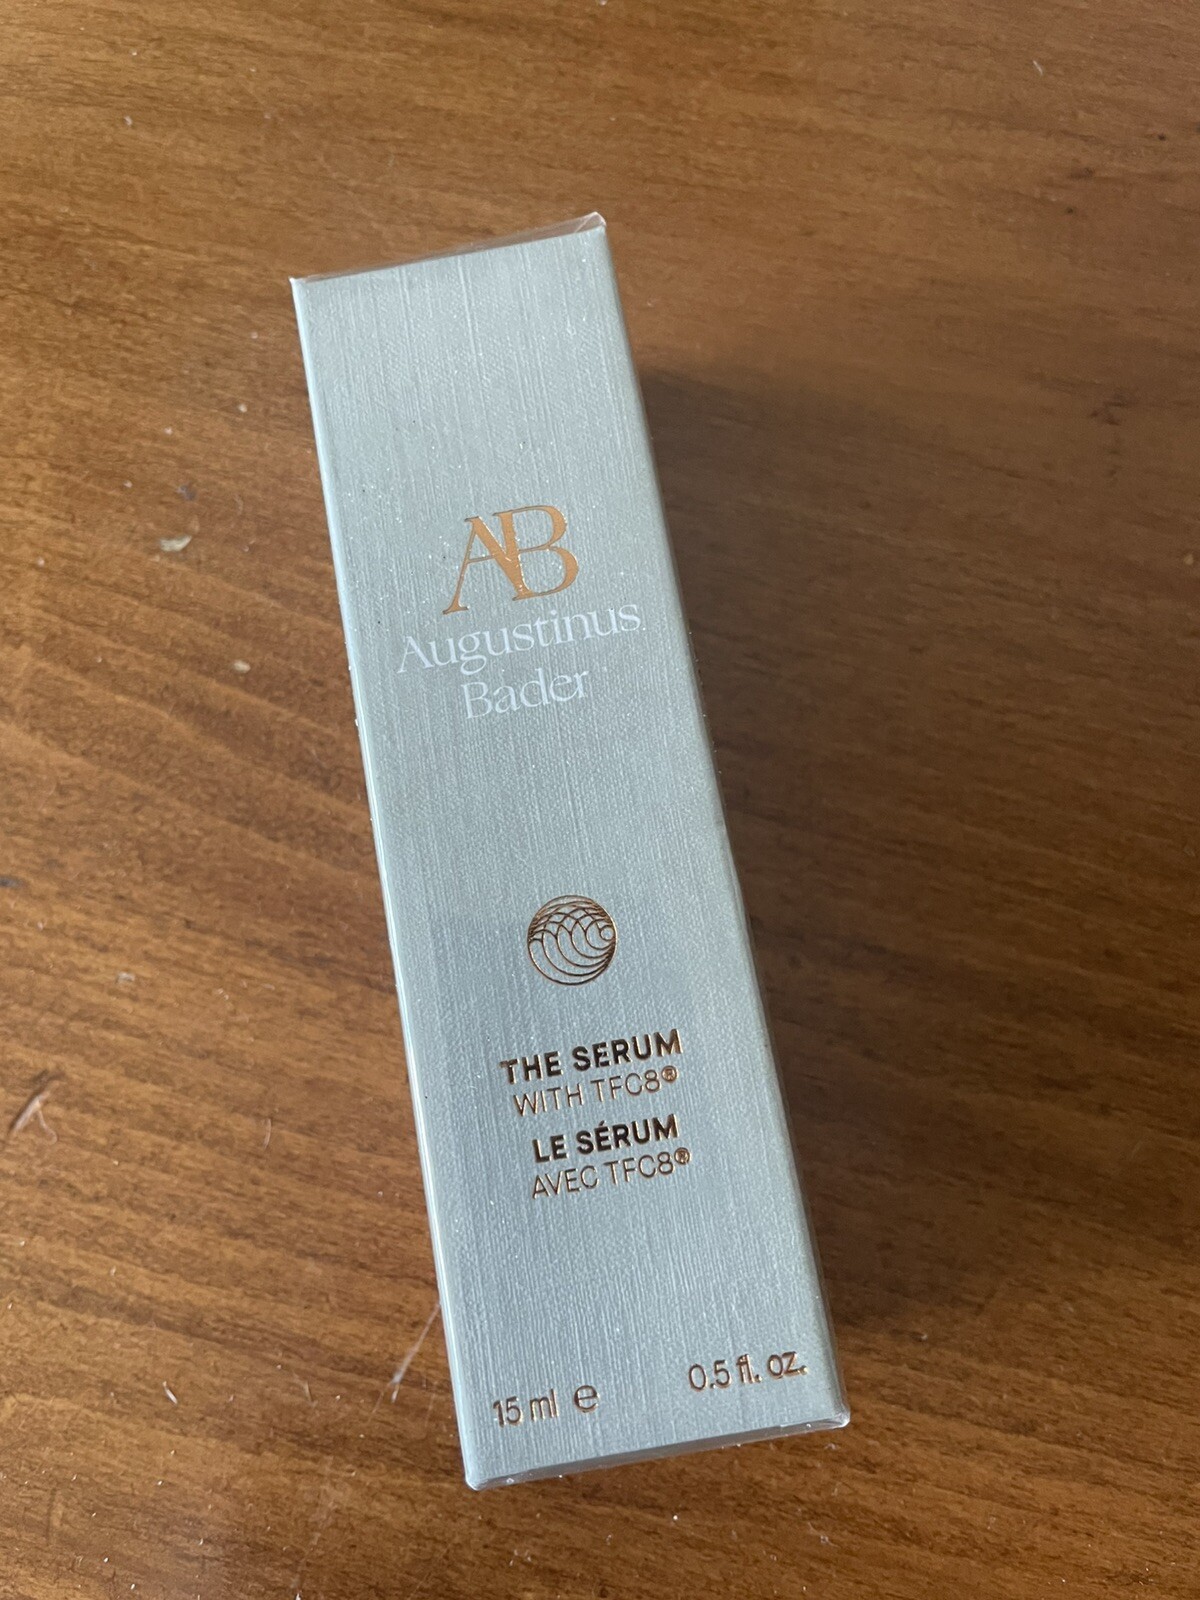 AB
Augustinus
Bader
THE SERUM
WITH TFC8®
LE SÉRUM
AVEC TFC8®
15 ml ℮
0.5 fl. oz.